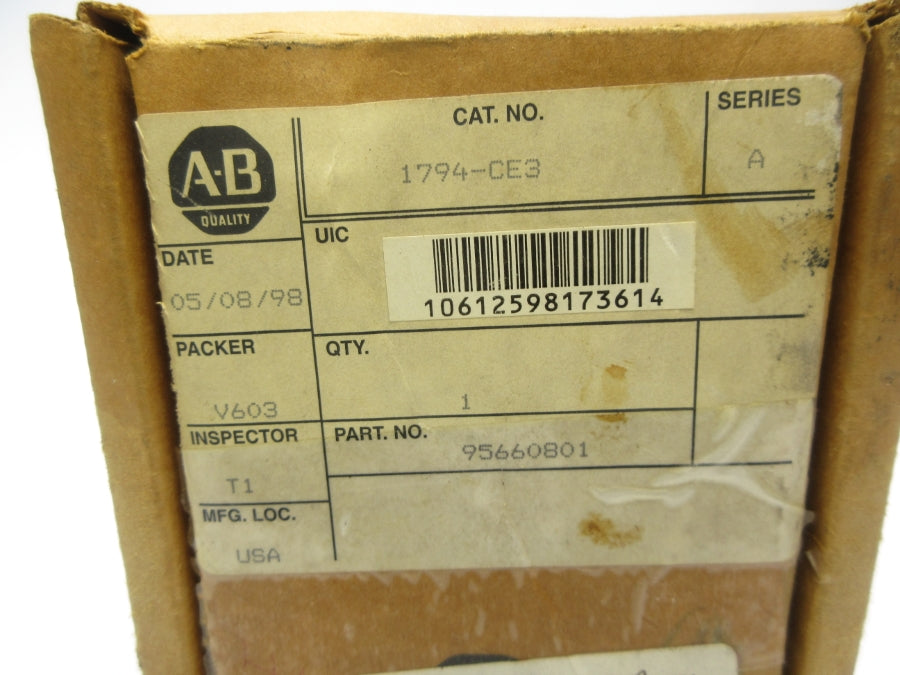 A-B
QUALITY
CAT. NO.
1794-CE3
SERIES
A
DATE
05/08/98
UIC
10612598173614
PACKER
V603
QTY.
1
INSPECTOR
T1
PART. NO.
95660801
MFG. LOC.
USA